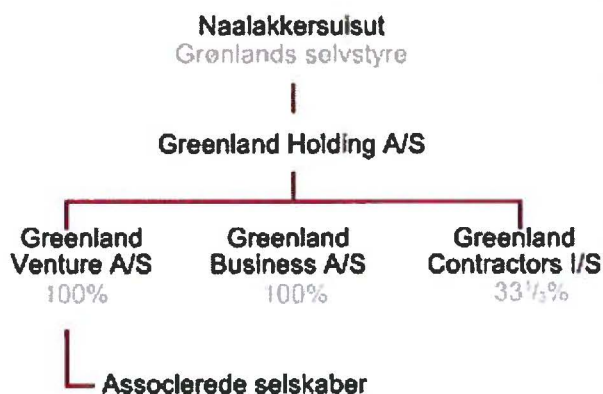 Naalakkersuisut
Grønlands selvstyre
Greenland Holding A/S
Greenland
Venture A/S
100%
Greenland
Business A/S
100%
Greenland
Contractors I/S
33⅓%
Associerede selskaber